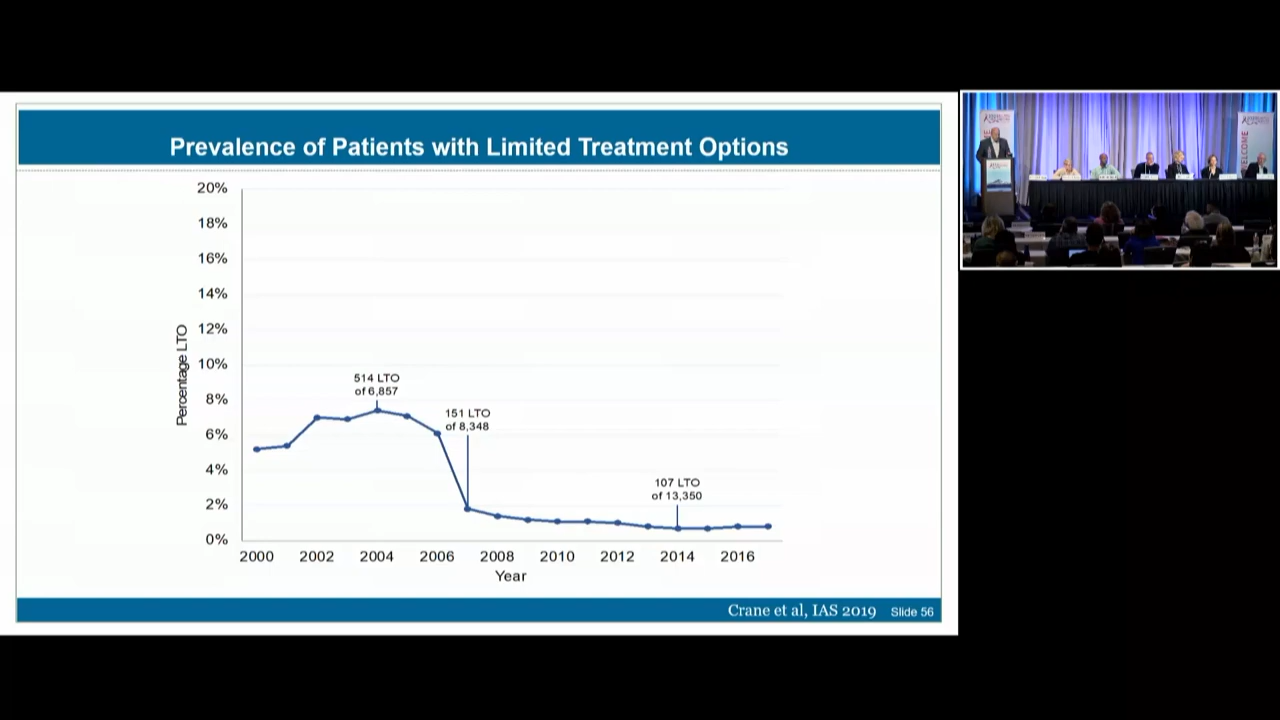 Prevalence of Patients with Limited Treatment Options
20%
18%
16%
14%
12%
10%
8%
6%
4%
2%
0%
Percentage LTO
514 LTO
of 6,857
151 LTO
of 8,348
107 LTO
of 13,350
2000 2002 2004 2006 2008 2010 2012 2014 2016
Year
Crane et al, IAS 2019 Slide 56
WELCOME